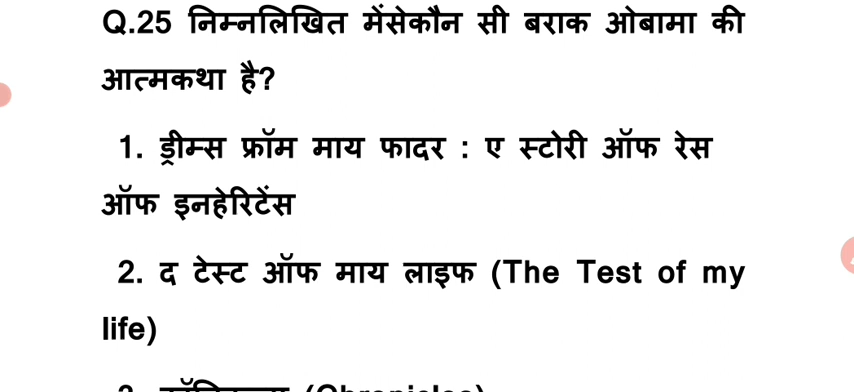 Q.25 निम्नलिखित मेंसेकौन सी बराक ओबामा की
आत्मकथा है?
1. ड्रीम्स फ्रॉम माय फादर : ए स्टोरी ऑफ रेस
ऑफ इनहेरिटेंस
2. द टेस्ट ऑफ माय लाइफ (The Test of my
life)